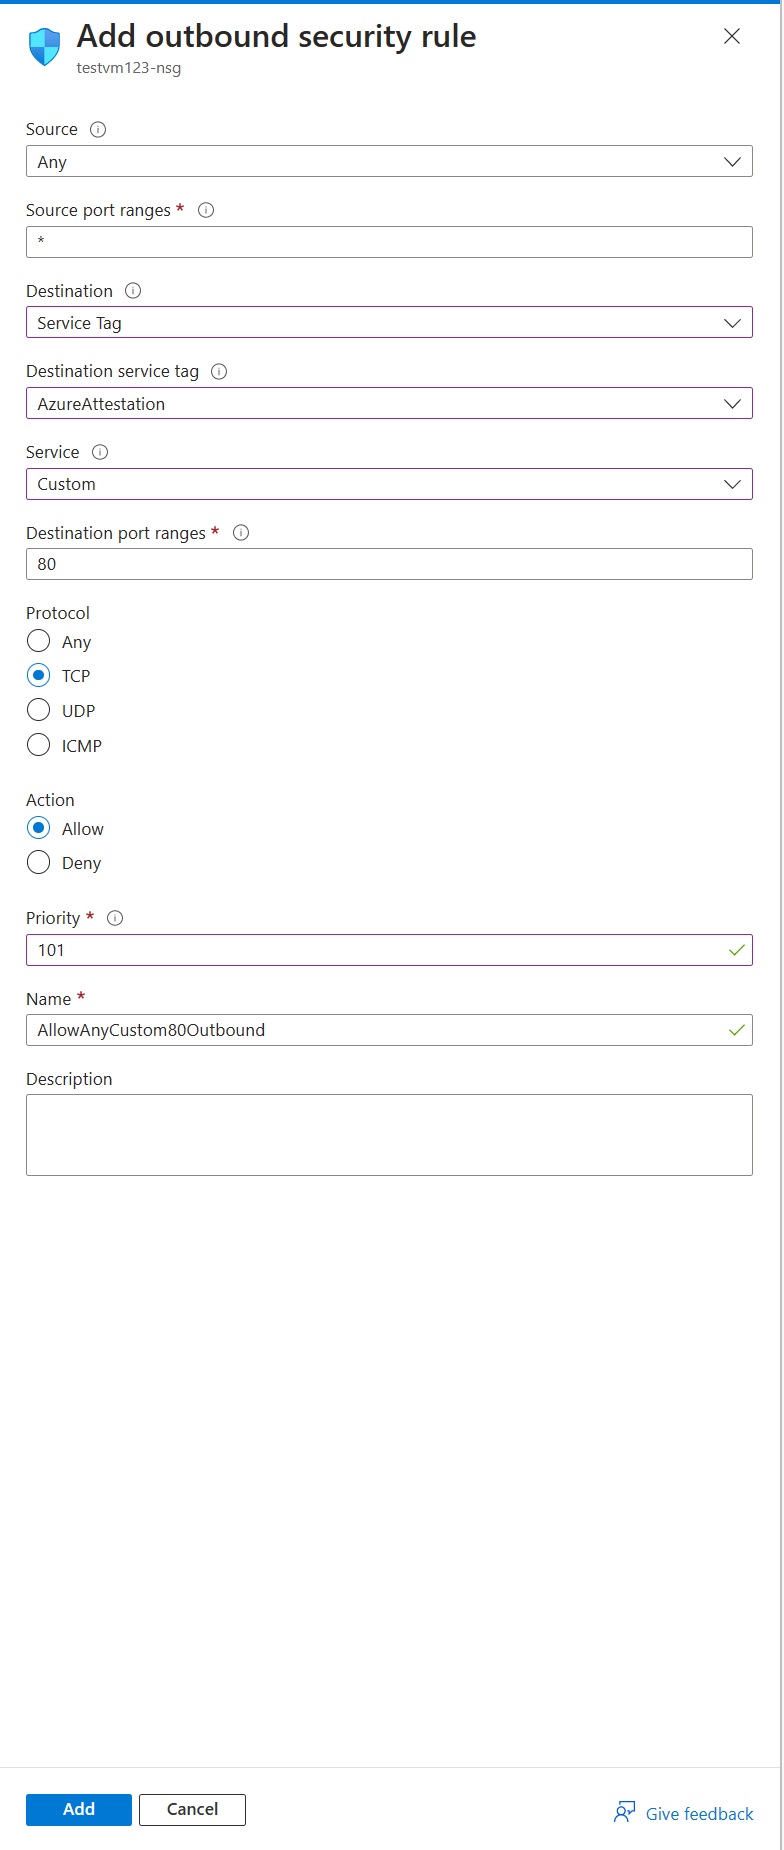 Add outbound security rule
testvm123-nsg
Source
Any
Source port ranges *
*
Destination
Service Tag
Destination service tag
AzureAttestation
Service
Custom
Destination port ranges *
80
Protocol
Any
TCP
UDP
ICMP
Action
Allow
Deny
Priority *
101
Name *
AllowAnyCustom80Outbound
Description
Add Cancel Give feedback